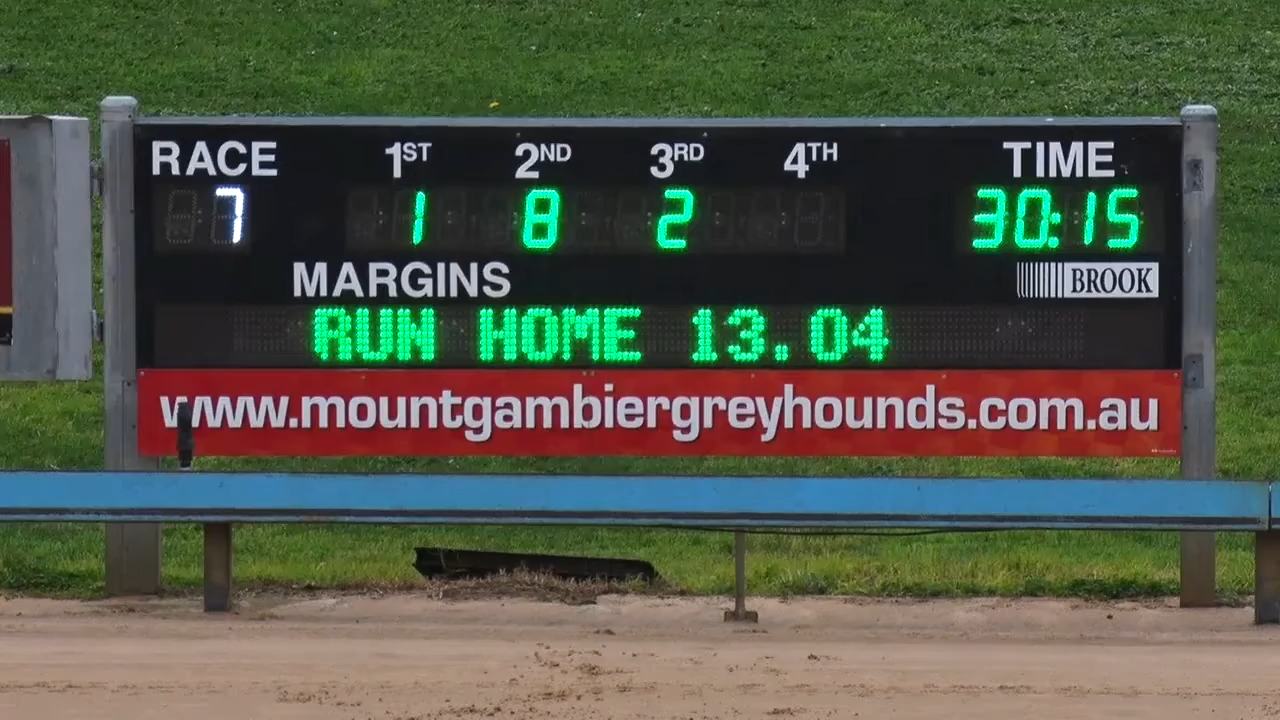 RACE 1ST 2ND 3RD 4TH TIME
7 1 8 2 30:15
MARGINS BROOK
RUN HOME 13.04
www.mountgambiergreyhounds.com.au